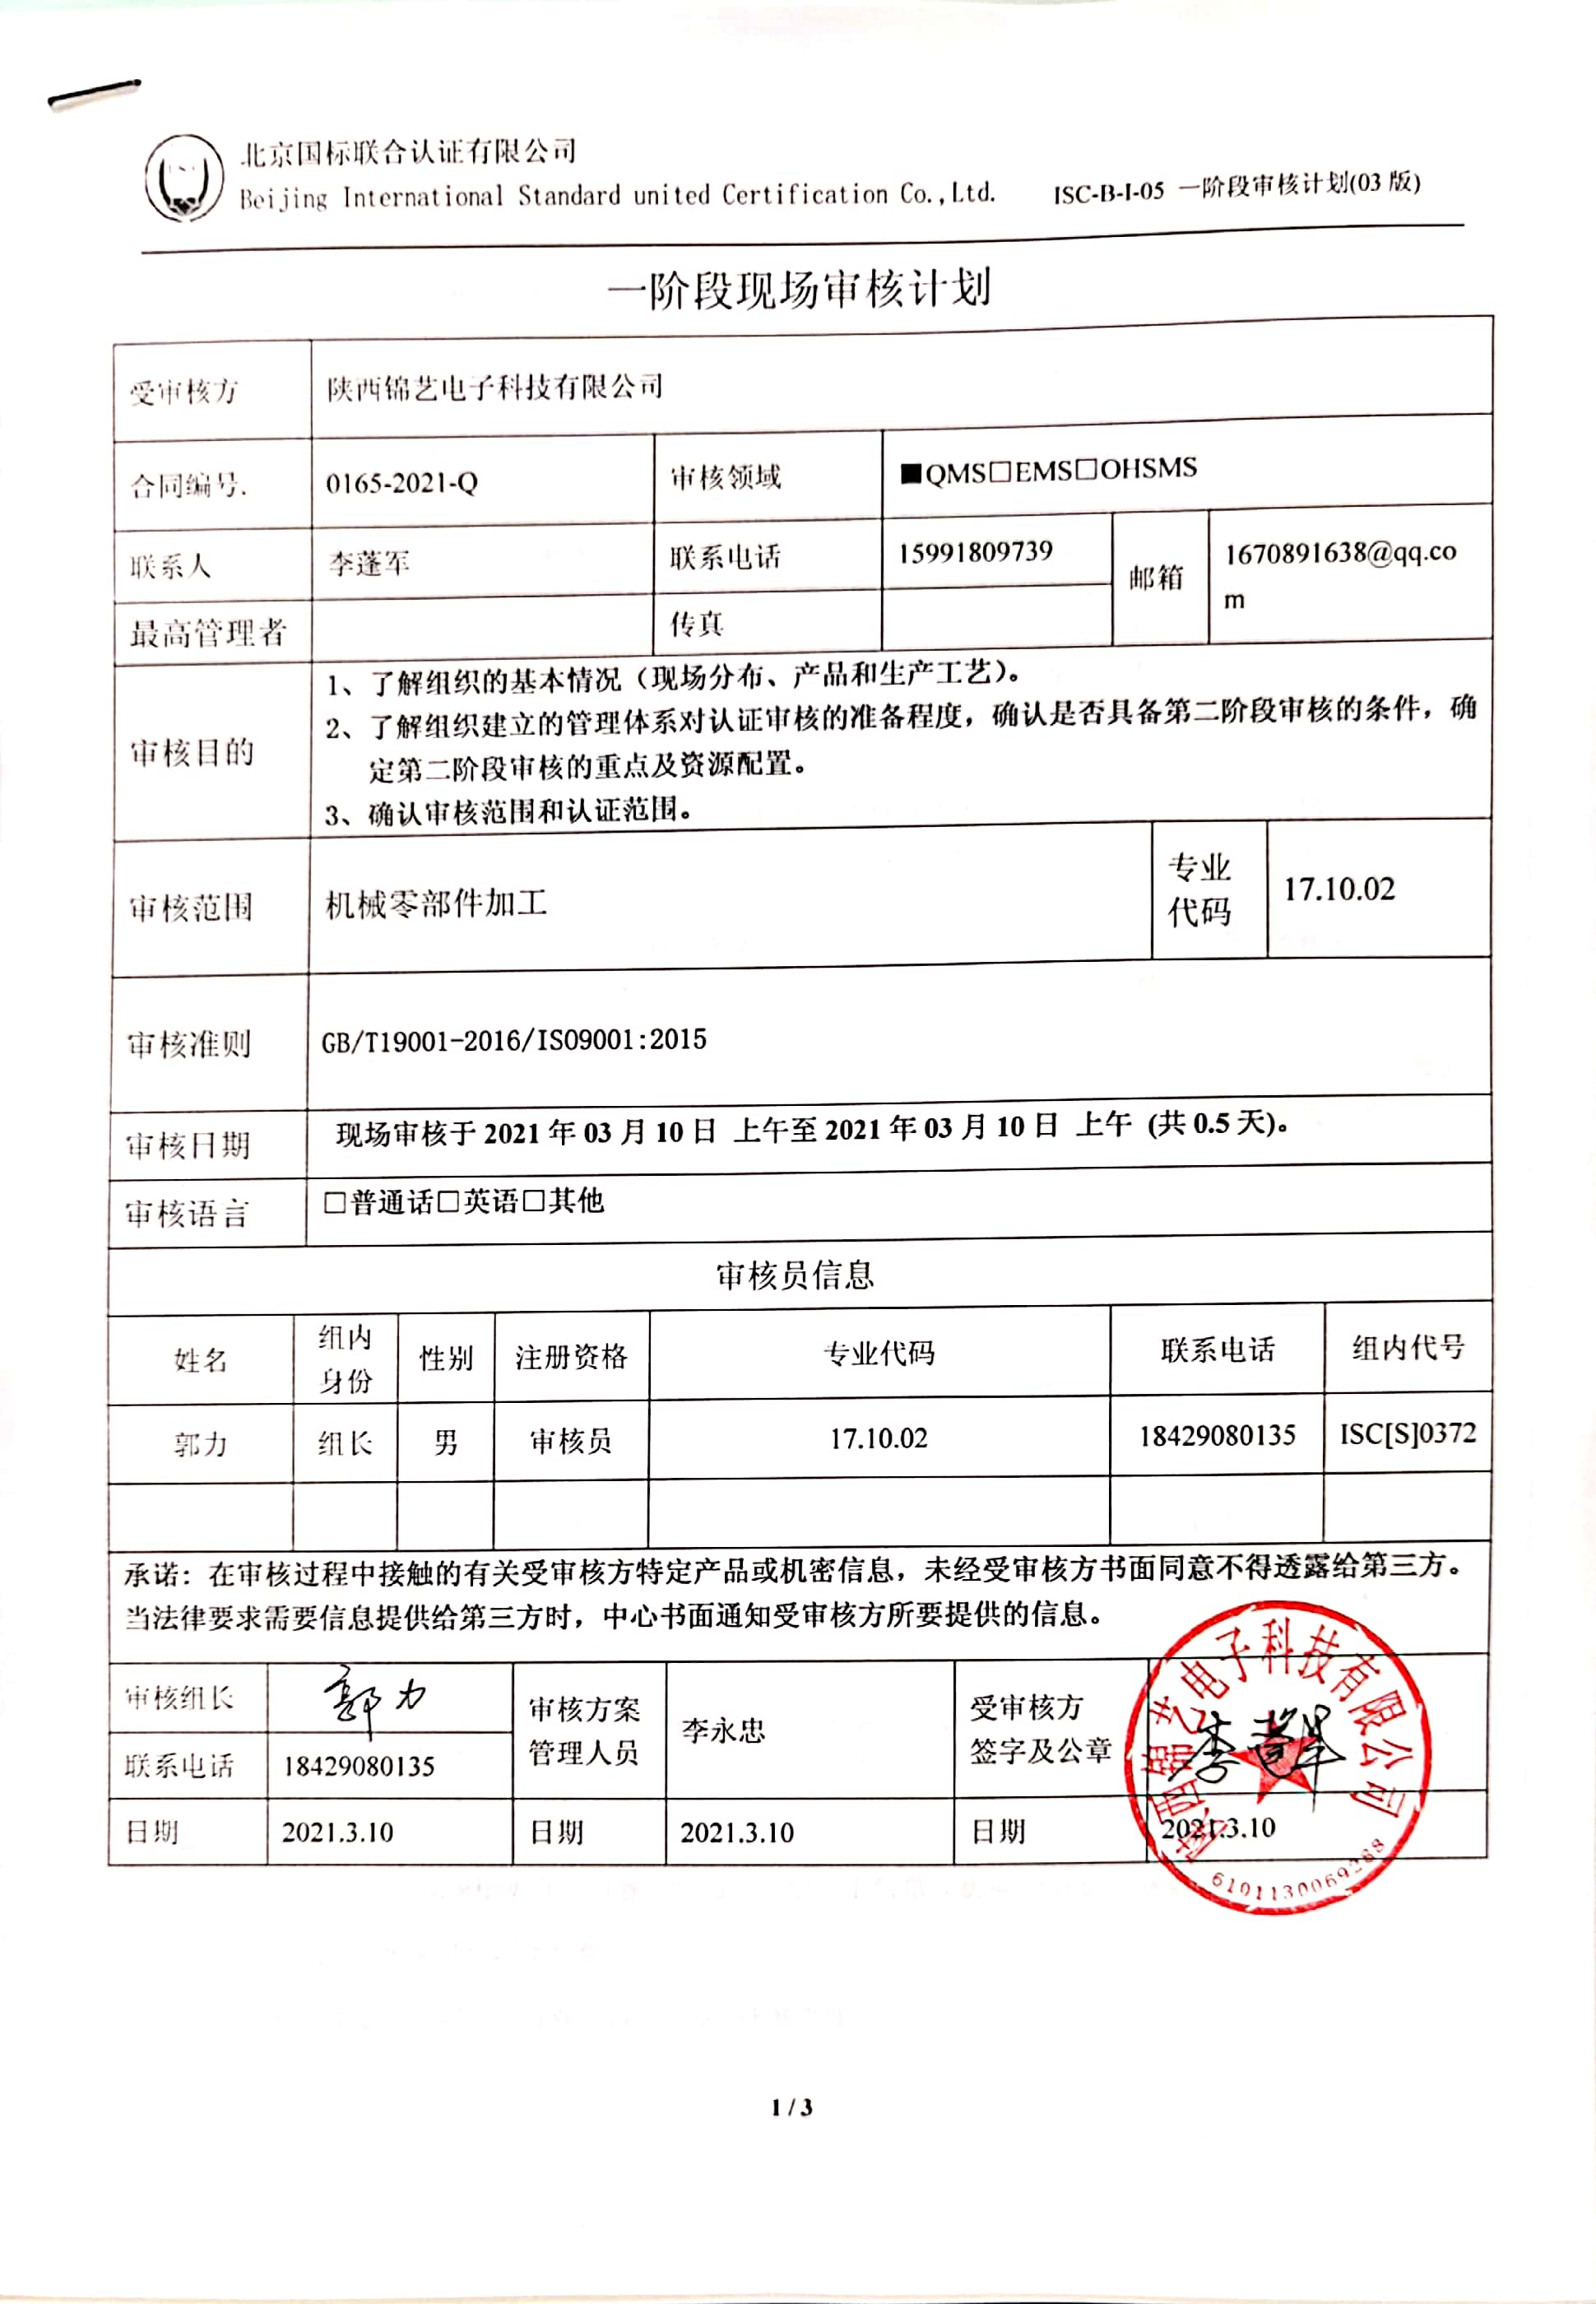 北京国标联合认证有限公司
Beijing International Standard united Certification Co.,Ltd. ISC-B-I-05 一阶段审核计划(03 版)
一阶段现场审核计划
受审核方 陕西锦艺电子科技有限公司
合同编号. 0165-2021-Q 审核领域 ■QMS□EMS□OHSMS
联系人 李蓬军 联系电话 15991809739 邮箱 1670891638@qq.co
m
最高管理者 传真
审核目的
1、了解组织的基本情况（现场分布、产品和生产工艺）。
2、了解组织建立的管理体系对认证审核的准备程度，确认是否具备第二阶段审核的条件，确
定第二阶段审核的重点及资源配置。
3、确认审核范围和认证范围。
审核范围 机械零部件加工 专业
代码 17.10.02
审核准则 GB/T19001-2016/ISO9001:2015
审核日期 现场审核于 2021 年 03 月 10 日 上午至 2021 年 03 月 10 日 上午 (共 0.5 天)。
审核语言 □普通话□英语□其他
审核员信息
姓名 组内
身份 性别 注册资格 专业代码 联系电话 组内代号
郭力 组长 男 审核员 17.10.02 18429080135 ISC[S]0372
承诺：在审核过程中接触的有关受审核方特定产品或机密信息，未经受审核方书面同意不得透露给第三方。
当法律要求需要信息提供给第三方时，中心书面通知受审核方所要提供的信息。
审核组长 郭力 审核方案
管理人员 李永忠 受审核方
签字及公章
联系电话 18429080135
日期 2021.3.10 日期 2021.3.10 日期 2021.3.10
陕西锦艺电子科技有限公司
6101130069288
1 / 3